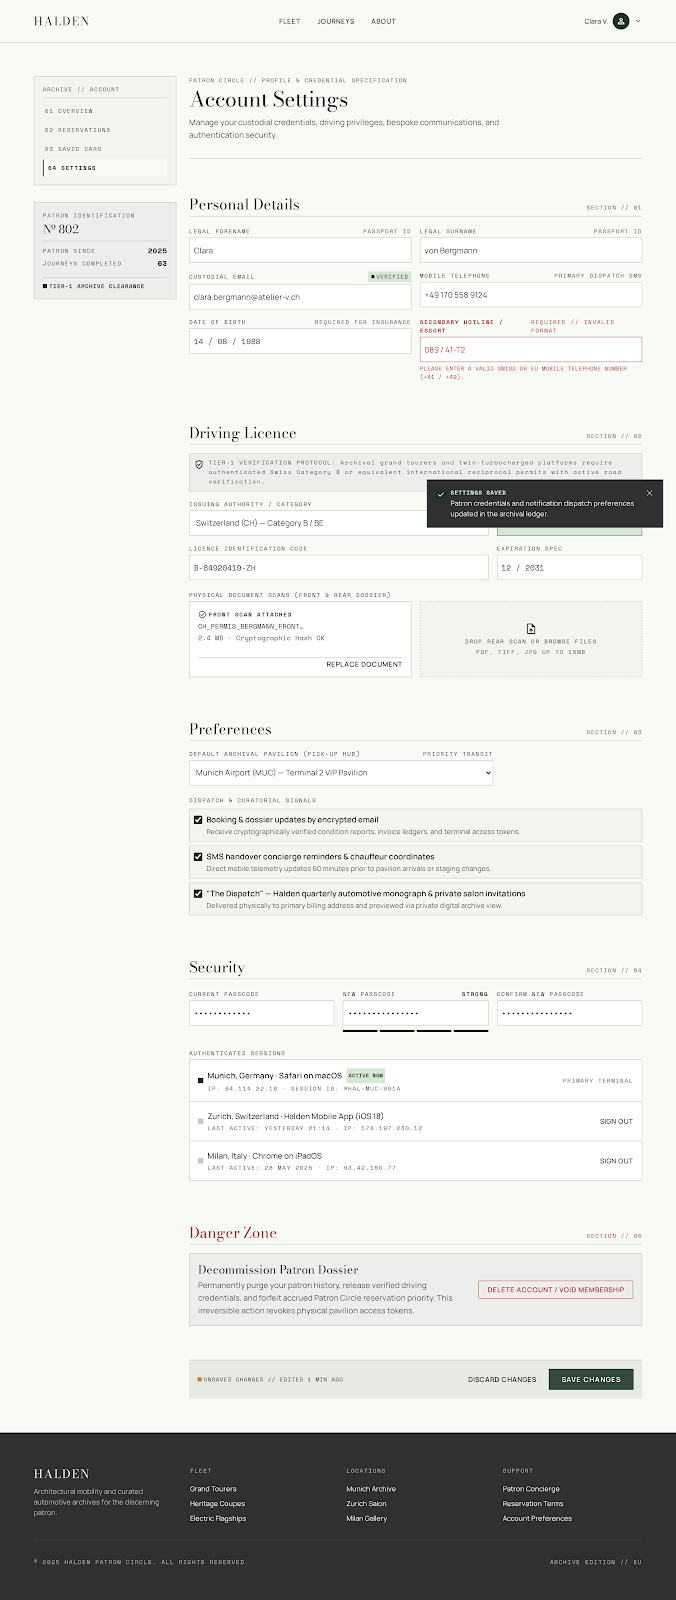 HALDEN
FLEET JOURNEYS ABOUT
Clara V.
ARCHIVE // ACCOUNT
01 OVERVIEW
02 RESERVATIONS
03 SAVED CARS
04 SETTINGS
PATRON IDENTIFICATION
Nº 802
PATRON SINCE 2025
JOURNEYS COMPLETED 03
TIER-1 ARCHIVE CLEARANCE
PATRON CIRCLE // PROFILE & CREDENTIAL SPECIFICATION
Account Settings
Manage your custodial credentials, driving privileges, bespoke communications, and
authentication security.
Personal Details
SECTION // 01
LEGAL FORENAME PASSPORT ID
Clara
LEGAL SURNAME PASSPORT ID
von Bergmann
CUSTODIAL EMAIL VERIFIED
clara.bergmann@atelier-v.ch
MOBILE TELEPHONE PRIMARY DISPATCH SMS
+49 170 558 9124
DATE OF BIRTH REQUIRED FOR INSURANCE
14 / 08 / 1988
SECONDARY HOTLINE /
ESCORT
REQUIRED // INVALID
FORMAT
089 / 41-T2
PLEASE ENTER A VALID SWISS OR EU MOBILE TELEPHONE NUMBER
(+41 / +49).
Driving Licence
SECTION // 02
TIER-1 VERIFICATION PROTOCOL: Archival grand tourers and twin-turbocharged platforms require
authenticated Swiss Category B or equivalent international reciprocal permits with active road
verification.
SETTINGS SAVED
Patron credentials and notification dispatch preferences
updated in the archival ledger.
ISSUING AUTHORITY / CATEGORY
Switzerland (CH) — Category B / BE
LICENCE IDENTIFICATION CODE
B-84920419-ZH
EXPIRATION SPEC
12 / 2031
PHYSICAL DOCUMENT SCANS (FRONT & REAR DOSSIER)
FRONT SCAN ATTACHED
CH_PERMIS_BERGMANN_FRONT_…
2.4 MB · Cryptographic Hash OK
REPLACE DOCUMENT
DROP REAR SCAN OR BROWSE FILES
PDF, TIFF, JPG UP TO 15MB
Preferences
SECTION // 03
DEFAULT ARCHIVAL PAVILION (PICK-UP HUB) PRIORITY TRANSIT
Munich Airport (MUC) — Terminal 2 VIP Pavilion
DISPATCH & CURATORIAL SIGNALS
Booking & dossier updates by encrypted email
Receive cryptographically verified condition reports, invoice ledgers, and terminal access tokens.
SMS handover concierge reminders & chauffeur coordinates
Direct mobile telemetry updates 60 minutes prior to pavilion arrivals or staging changes.
"The Dispatch" — Halden quarterly automotive monograph & private salon invitations
Delivered physically to primary billing address and previewed via private digital archive view.
Security
SECTION // 04
CURRENT PASSCODE
NEW PASSCODE STRONG
CONFIRM NEW PASSCODE
AUTHENTICATED SESSIONS
Munich, Germany · Safari on macOS ACTIVE NOW
IP: 84.114.22.18 · SESSION ID: #HAL-MUC-991A
PRIMARY TERMINAL
Zurich, Switzerland · Halden Mobile App (iOS 18)
LAST ACTIVE: YESTERDAY 21:14 · IP: 178.197.230.12
SIGN OUT
Milan, Italy · Chrome on iPadOS
LAST ACTIVE: 28 MAY 2025 · IP: 93.42.160.77
SIGN OUT
Danger Zone
SECTION // 05
Decommission Patron Dossier
Permanently purge your patron history, release verified driving
credentials, and forfeit accrued Patron Circle reservation priority. This
irreversible action revokes physical pavilion access tokens.
DELETE ACCOUNT / VOID MEMBERSHIP
UNSAVED CHANGES // EDITED 1 MIN AGO
DISCARD CHANGES
SAVE CHANGES
HALDEN
Architectural mobility and curated
automotive archives for the discerning
patron.
FLEET
Grand Tourers
Heritage Coupes
Electric Flagships
LOCATIONS
Munich Archive
Zurich Salon
Milan Gallery
SUPPORT
Patron Concierge
Reservation Terms
Account Preferences
© 2025 HALDEN PATRON CIRCLE. ALL RIGHTS RESERVED.
ARCHIVE EDITION // EU